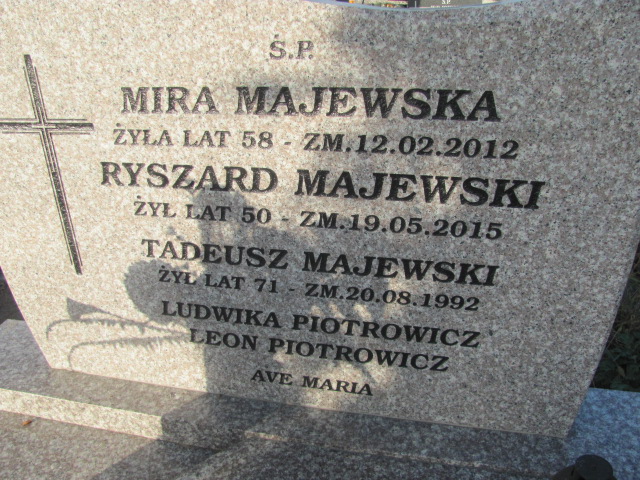 Ś.P.
MIRA MAJEWSKA
ŻYŁA LAT 58 - ZM.12.02.2012
RYSZARD MAJEWSKI
ŻYŁ LAT 50 - ZM.19.05.2015
TADEUSZ MAJEWSKI
ŻYŁ LAT 71 - ZM.20.08.1992
LUDWIKA PIOTROWICZ
LEON PIOTROWICZ
AVE MARIA